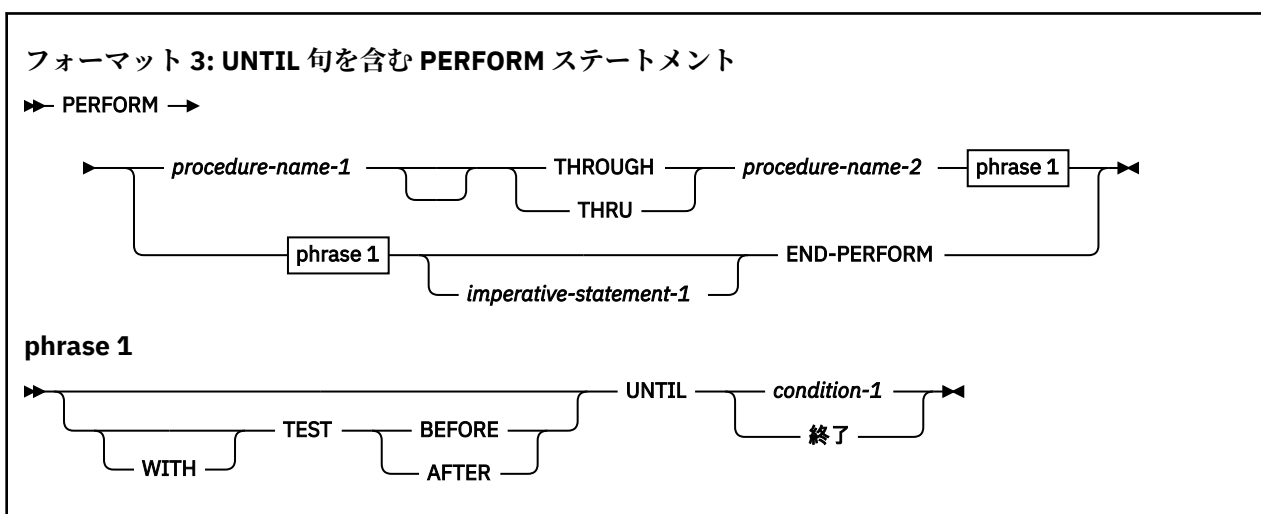 フォーマット 3: UNTIL 句を含む PERFORM ステートメント
PERFORM
procedure-name-1 THROUGH procedure-name-2 phrase 1
THRU
phrase 1 END-PERFORM
imperative-statement-1
phrase 1
UNTIL condition-1
TEST BEFORE 終了
WITH AFTER